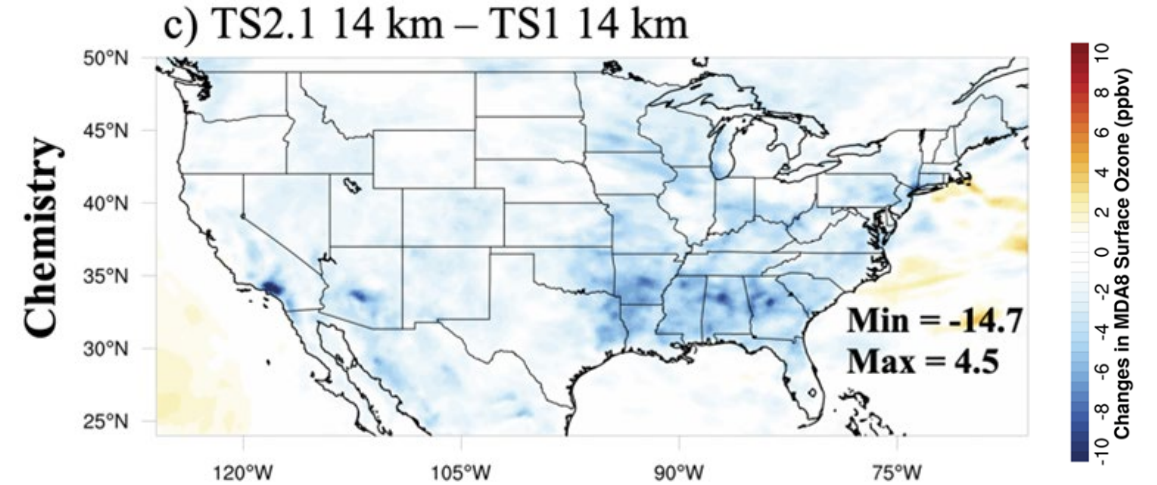 c) TS2.1 14 km – TS1 14 km
Chemistry
50°N
45°N
40°N
35°N
30°N
25°N
120°W
105°W
90°W
75°W
Min = -14.7
Max = 4.5
10
8
6
4
2
0
-2
-4
-6
-8
-10
Changes in MDA8 Surface Ozone (ppbv)